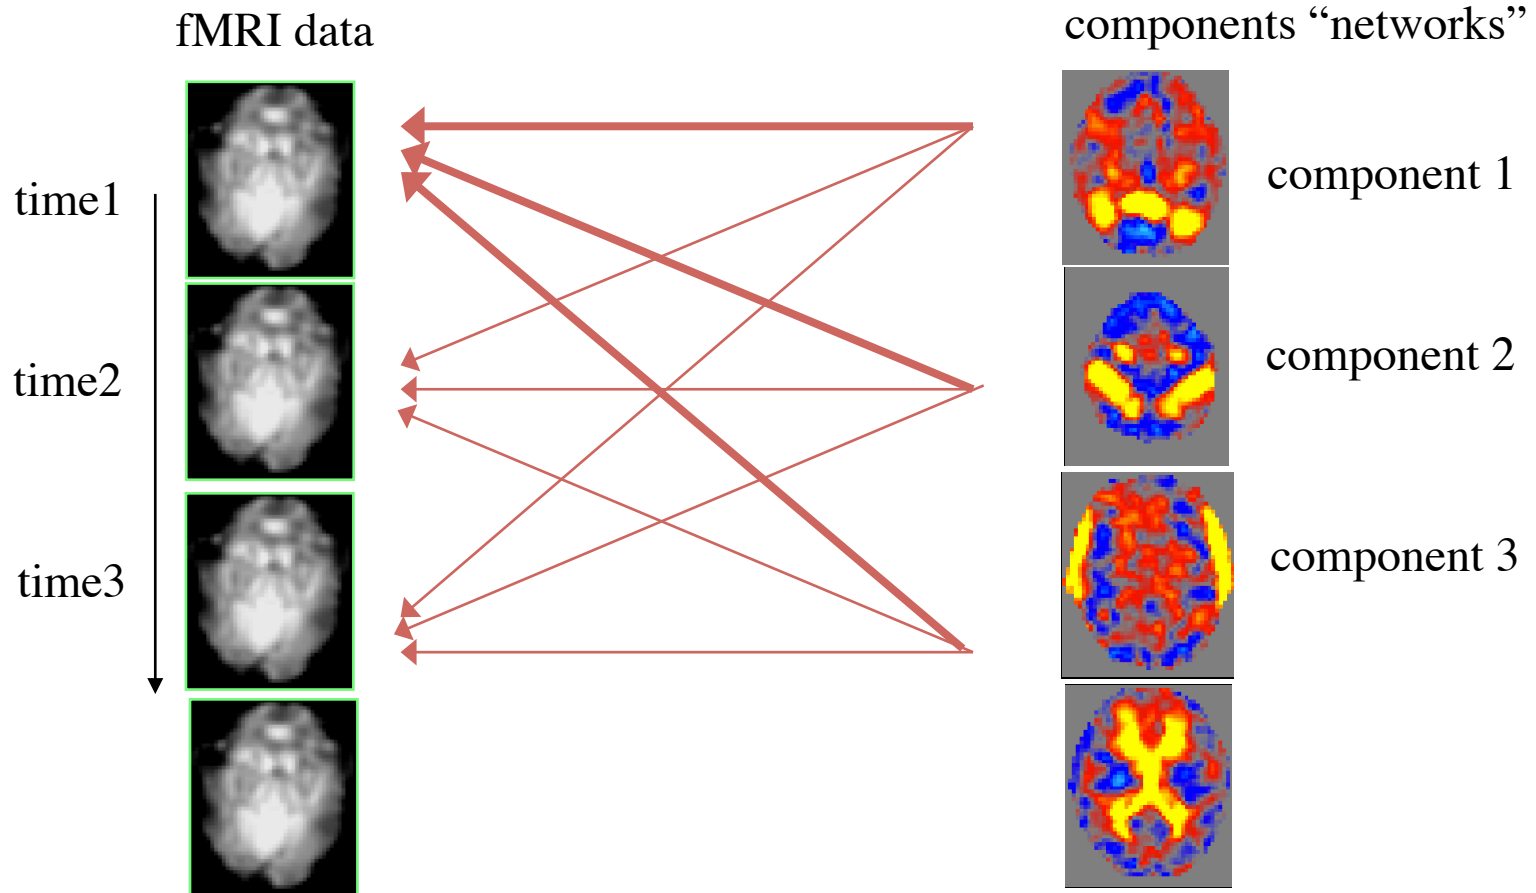 fMRI data
components “networks”
time1
component 1
time2
component 2
time3
component 3